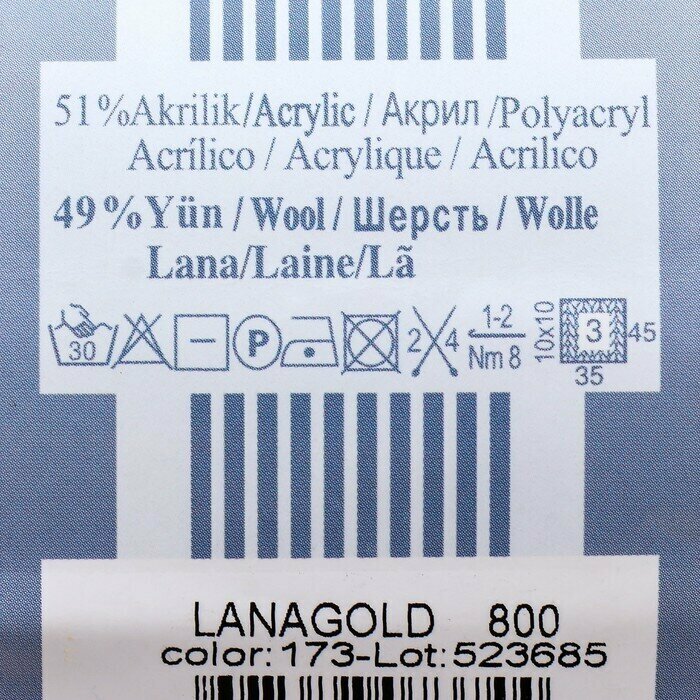 51%Akrilik/Acrylic/Акрил/Polyacryl
Acrílico/Acrylique/Acrilico
49%Yün/Wool/Шерсть/Wolle
Lana/Laine/Lã
30 P 2 4 1-2 Nm 8 10x10 3 45 35
LANAGOLD 800
color:173-Lot:523685